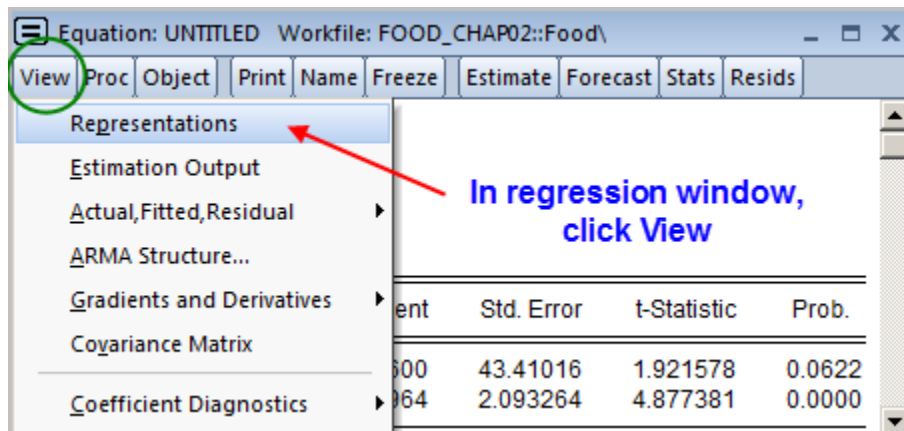 Equation: UNTITLED Workfile: FOOD_CHAP02::Food\
View Proc Object Print Name Freeze Estimate Forecast Stats Resids
Representations
Estimation Output
Actual,Fitted,Residual
ARMA Structure...
Gradients and Derivatives
Covariance Matrix
Coefficient Diagnostics
In regression window,
click View
ent Std. Error t-Statistic Prob.
600 43.41016 1.921578 0.0622
964 2.093264 4.877381 0.0000